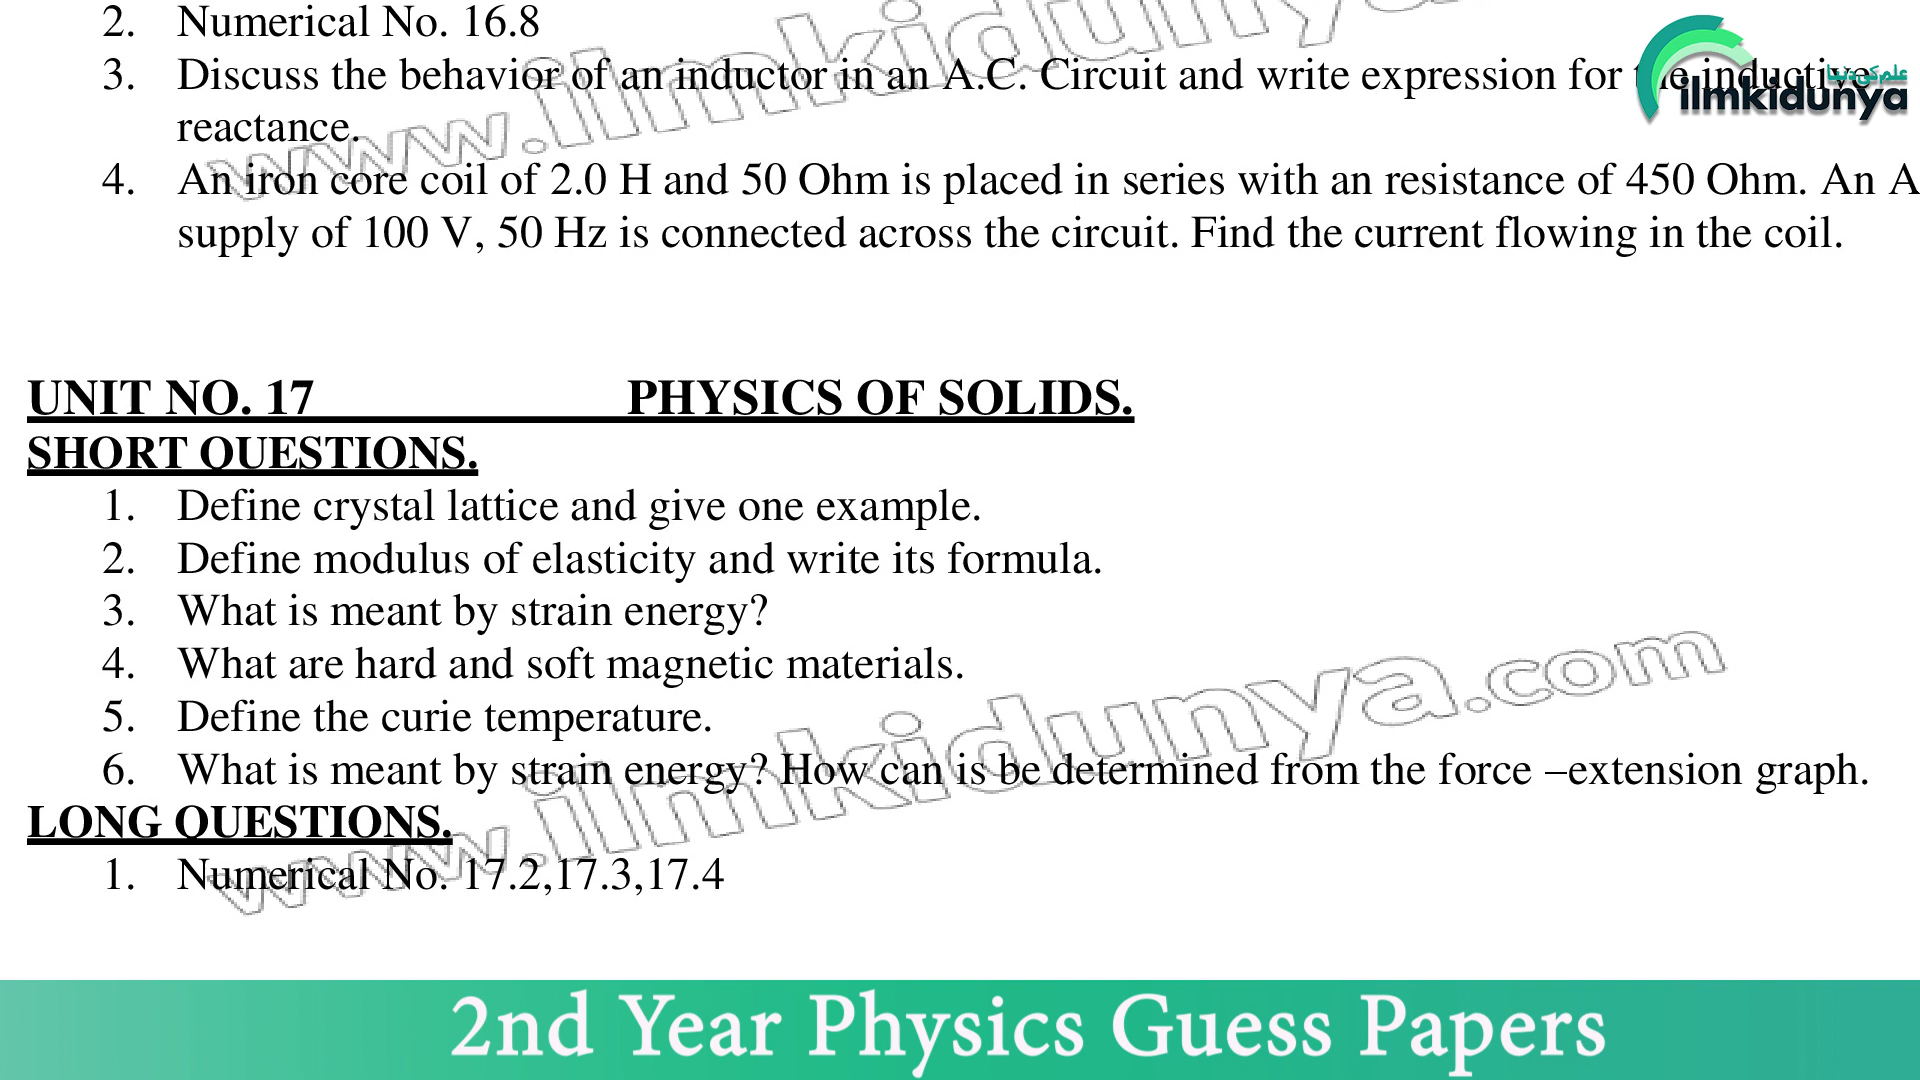 2. Numerical No. 16.8
3. Discuss the behavior of an inductor in an A.C. Circuit and write expression for the inductive
reactance.
4. An iron core coil of 2.0 H and 50 Ohm is placed in series with an resistance of 450 Ohm. An A
supply of 100 V, 50 Hz is connected across the circuit. Find the current flowing in the coil.
علم کی دنیا
ilmkidunya
www.ilmkidunya
UNIT NO. 17 PHYSICS OF SOLIDS.
SHORT QUESTIONS.
1. Define crystal lattice and give one example.
2. Define modulus of elasticity and write its formula.
3. What is meant by strain energy?
4. What are hard and soft magnetic materials.
5. Define the curie temperature.
6. What is meant by strain energy? How can is be determined from the force –extension graph.
LONG QUESTIONS.
1. Numerical No. 17.2,17.3,17.4
www.ilmkidunya.com
2nd Year Physics Guess Papers